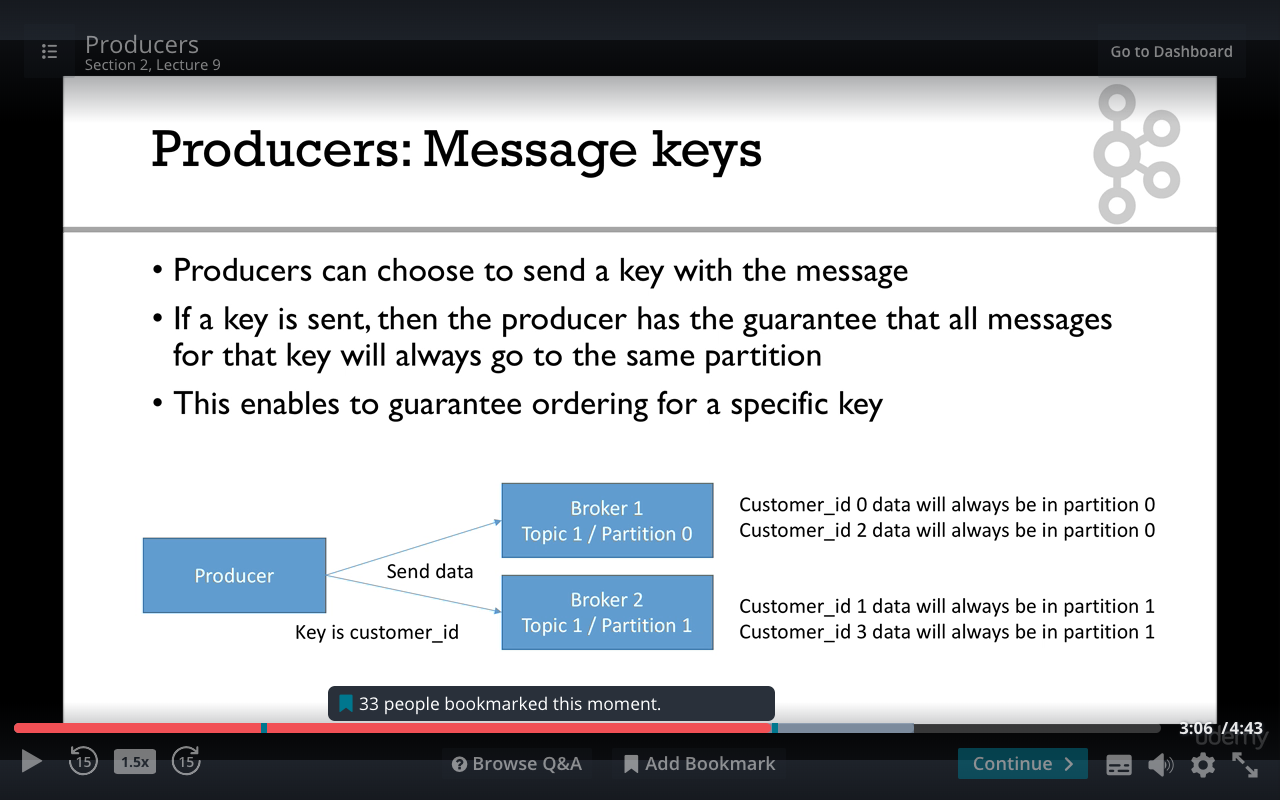 Producers
Section 2, Lecture 9
Go to Dashboard
Producers: Message keys
• Producers can choose to send a key with the message
• If a key is sent, then the producer has the guarantee that all messages
for that key will always go to the same partition
• This enables to guarantee ordering for a specific key
Producer
Send data
Key is customer_id
Broker 1
Topic 1 / Partition 0
Customer_id 0 data will always be in partition 0
Customer_id 2 data will always be in partition 0
Broker 2
Topic 1 / Partition 1
Customer_id 1 data will always be in partition 1
Customer_id 3 data will always be in partition 1
33 people bookmarked this moment.
3:06 /4:43
udemy
15
1.5x
15
Browse Q&A
Add Bookmark
Continue